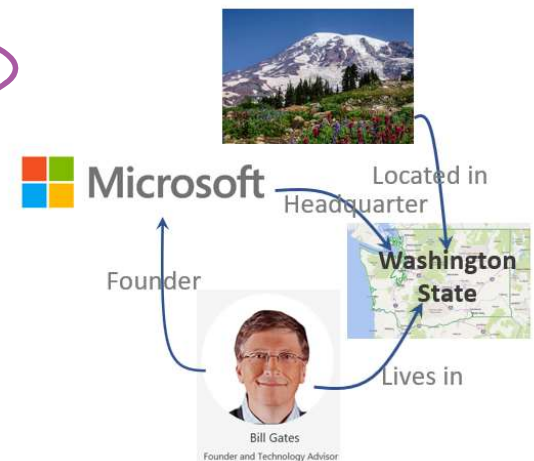 Located in
Microsoft
Headquarter
Washington
State
Founder
Lives in
Bill Gates
Founder and Technology Advisor